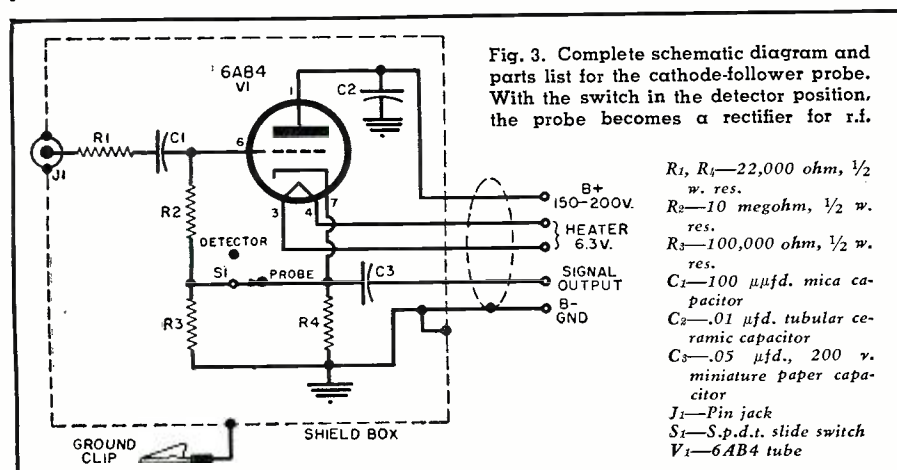 Fig. 3. Complete schematic diagram and
parts list for the cathode-follower probe.
With the switch in the detector position,
the probe becomes a rectifier for r.f.
6AB4
V1
1
C2
R1
C1
6
J1
R2
3
4
7
DETECTOR
S1
PROBE
C3
R3
R4
B+
150-200V.
HEATER
6.3V.
SIGNAL
OUTPUT
B-
GND
GROUND
CLIP
SHIELD BOX
R1, R4—22,000 ohm, ½
w. res.
R2—10 megohm, ½ w.
res.
R3—100,000 ohm, ½ w.
res.
C1—100 μμfd. mica ca-
pacitor
C2—.01 μfd. tubular ce-
ramic capacitor
C3—.05 μfd., 200 v.
miniature paper capa-
citor
J1—Pin jack
S1—S.p.d.t. slide switch
V1—6AB4 tube